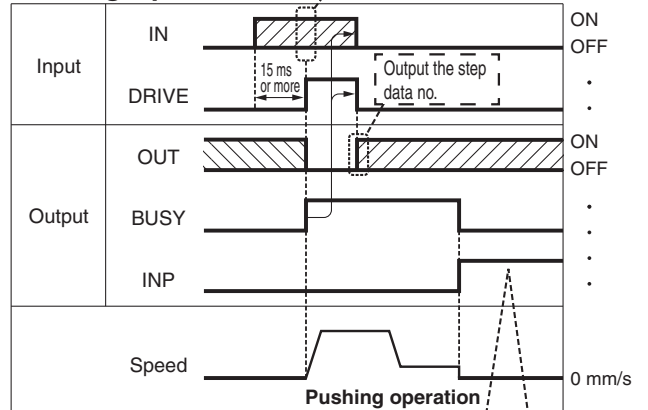 IN
ON
OFF
Input
15 ms
or more
Output the step
data no.
DRIVE
OUT
ON
OFF
Output
BUSY
INP
Speed
0 mm/s
Pushing operation